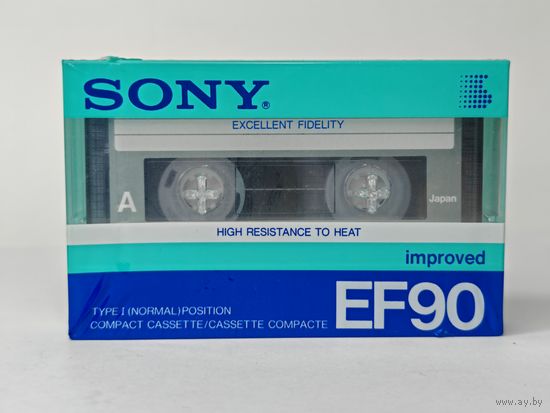 SONY®
EXCELLENT FIDELITY
A
Japan
HIGH RESISTANCE TO HEAT
improved
TYPE I (NORMAL) POSITION
COMPACT CASSETTE/CASSETTE COMPACTE
EF90
© www.ay.by